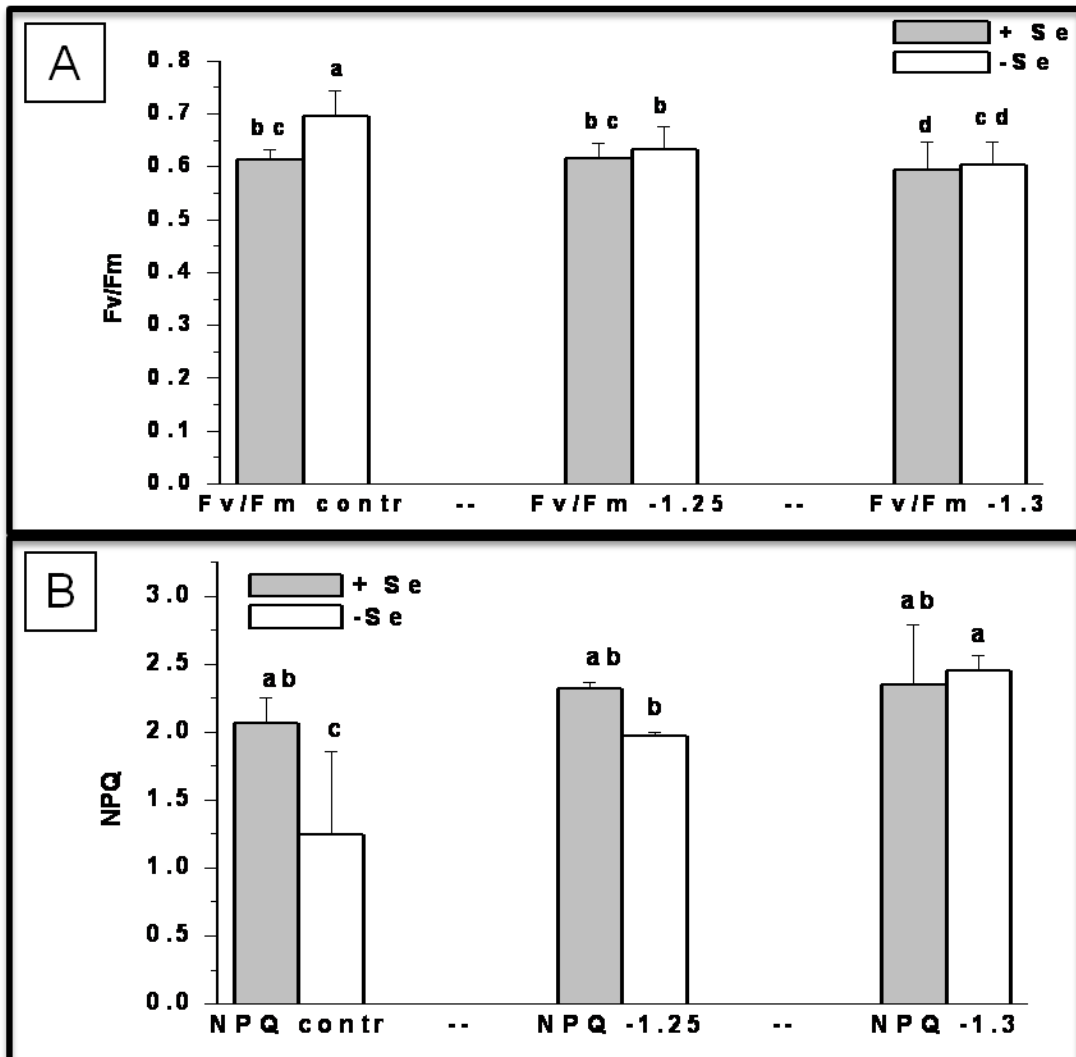 A
+ Se
-Se
0.8
0.7
0.6
0.5
0.4
0.3
0.2
0.1
0.0
Fv/Fm
bc
a
bc
b
d
cd
Fv/Fm contr -- Fv/Fm -1.25 -- Fv/Fm -1.3
B
+ Se
-Se
3.0
2.5
2.0
1.5
1.0
0.5
0.0
NPQ
ab
c
ab
b
ab
a
NPQ contr -- NPQ -1.25 -- NPQ -1.3